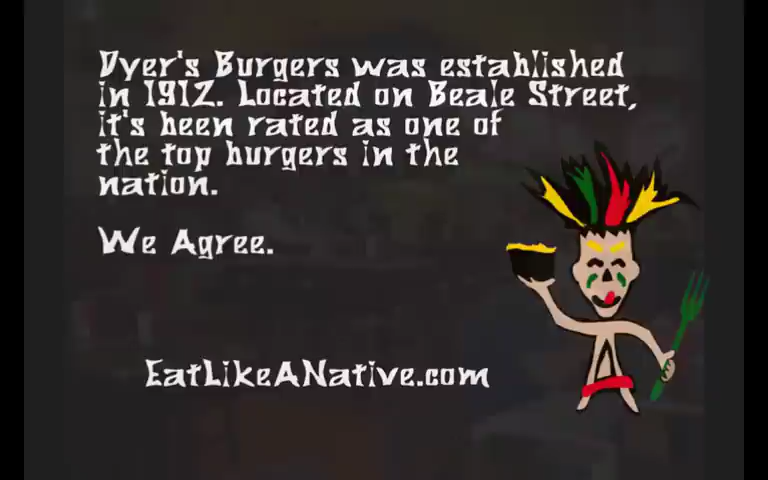 Dyer's Burgers was established
in 1912. Located on Beale Street,
it's been rated as one of
the top burgers in the
nation.
We Agree.
EatLikeANative.com